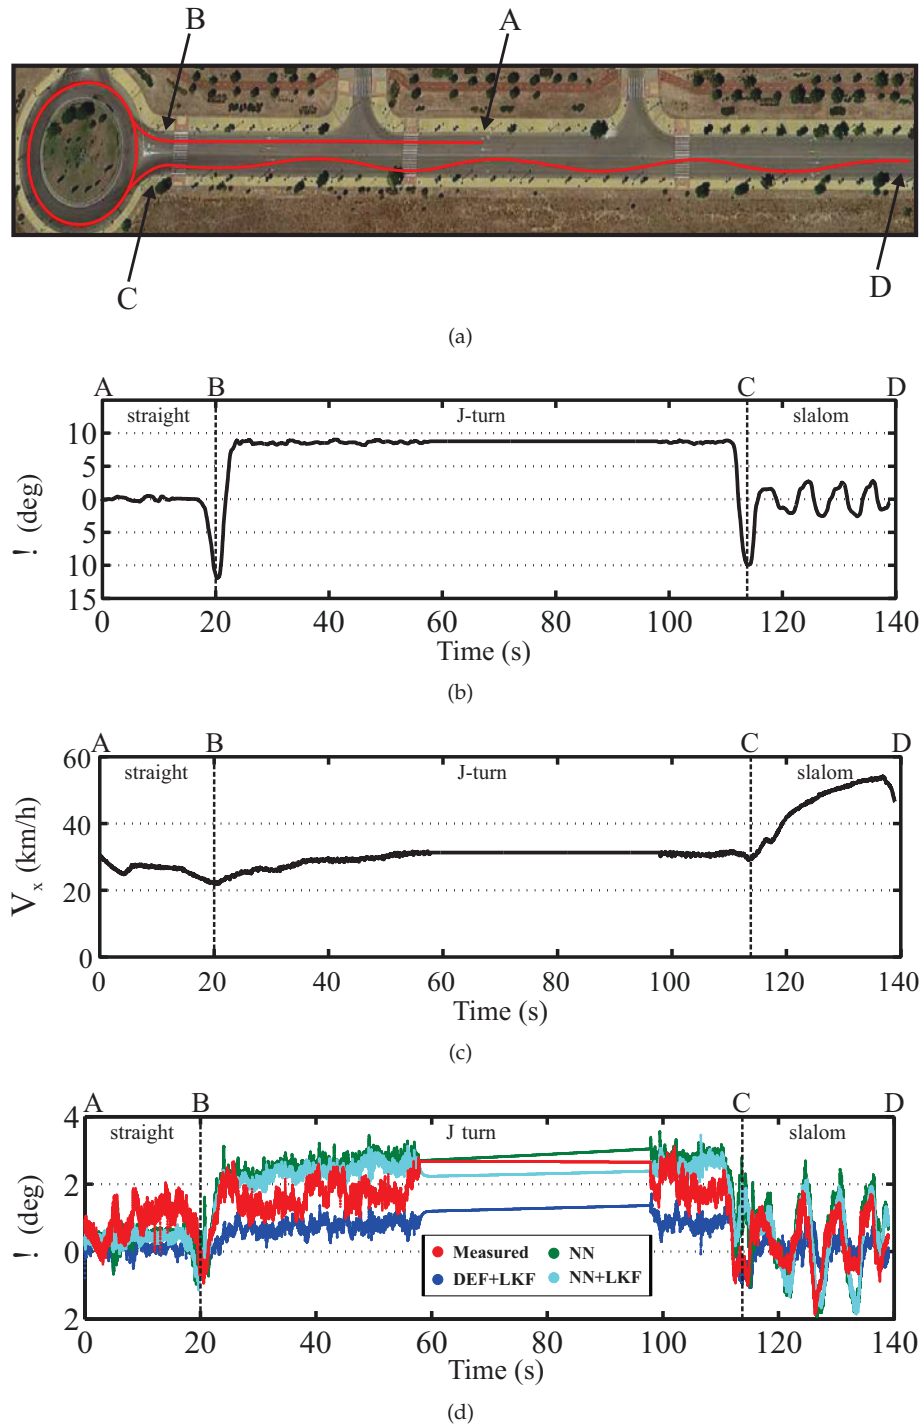 B A
C D
(a)
A B C D
straight J-turn slalom
10
5
0
5
10
15
! (deg)
0 20 40 60 80 100 120 140
Time (s)
(b)
A B C D
straight J-turn slalom
60
40
20
0
V x (km/h)
0 20 40 60 80 100 120 140
Time (s)
(c)
A B C D
straight J turn slalom
4
2
0
2
! (deg)
Measured NN
DEF+LKF NN+LKF
0 20 40 60 80 100 120 140
Time (s)
(d)